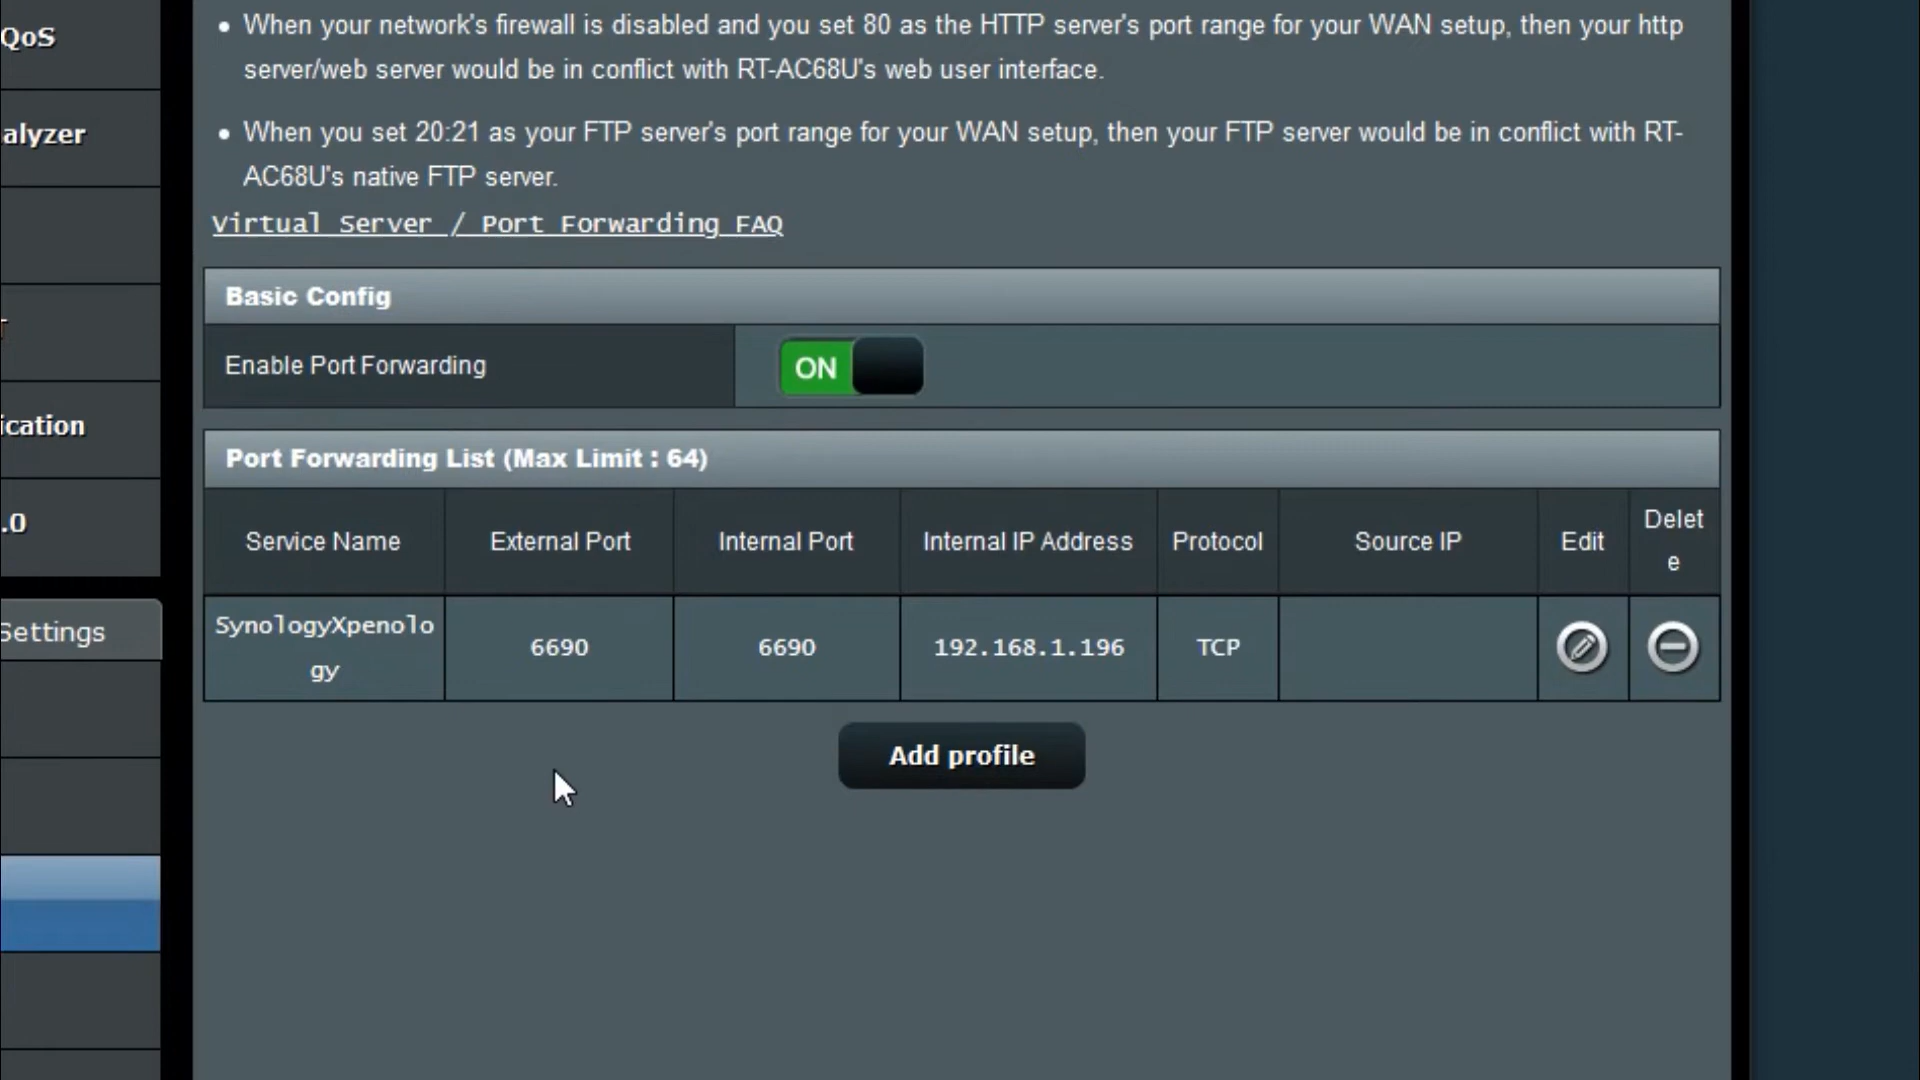 QoS
alyzer
ication
.0
Settings
• When your network's firewall is disabled and you set 80 as the HTTP server's port range for your WAN setup, then your http
server/web server would be in conflict with RT-AC68U's web user interface.
• When you set 20:21 as your FTP server's port range for your WAN setup, then your FTP server would be in conflict with RT-
AC68U's native FTP server.
Virtual Server / Port Forwarding FAQ
Basic Config
Enable Port Forwarding ON
Port Forwarding List (Max Limit : 64)
Service Name External Port Internal Port Internal IP Address Protocol Source IP Edit Delet
e
SynologyXpenolo
gy 6690 6690 192.168.1.196 TCP
Add profile